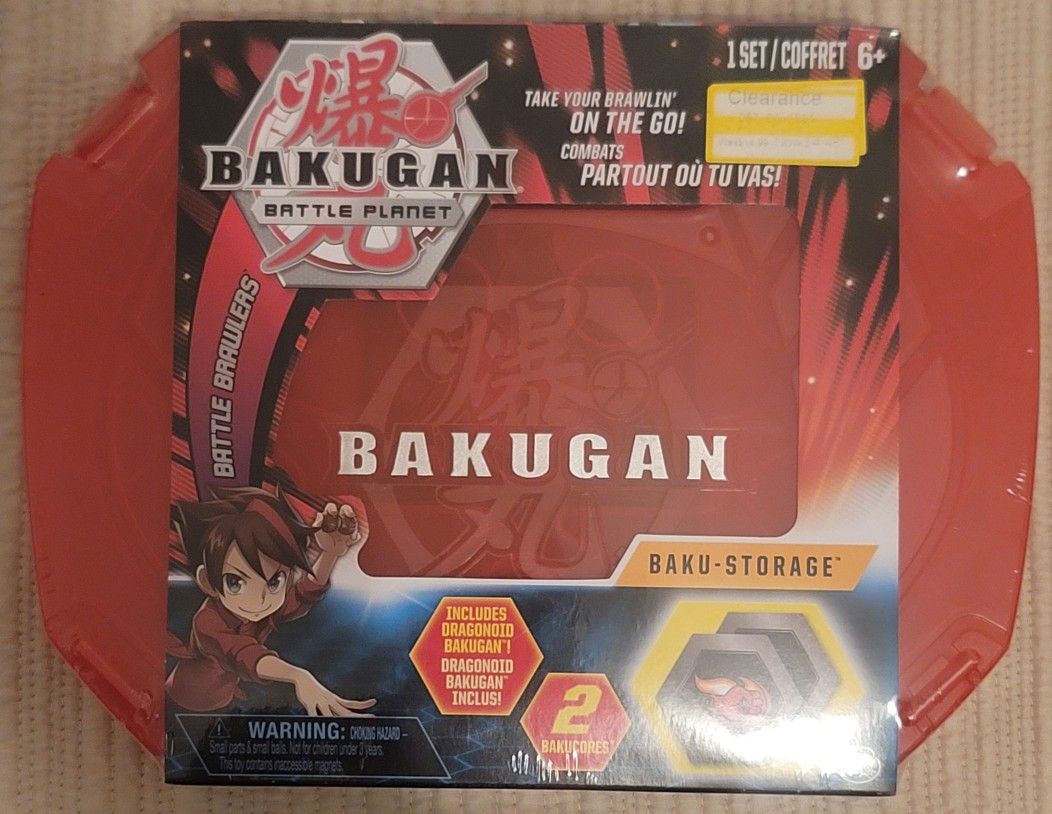 爆
BAKUGAN
BATTLE PLANET
丸
1 SET / COFFRET 6+
Clearance
TAKE YOUR BRAWLIN'
ON THE GO!
COMBATS
PARTOUT OÙ TU VAS!
BATTLE BRAWLERS™
爆
BAKUGAN
丸
BAKU-STORAGE™
INCLUDES
DRAGONOID
BAKUGAN™!
DRAGONOID
BAKUGAN™
INCLUS!
2
BAKUCORES™
WARNING: CHOKING HAZARD –
Small parts & small balls. Not for children under 3 years.
This toy contains inaccessible magnets.